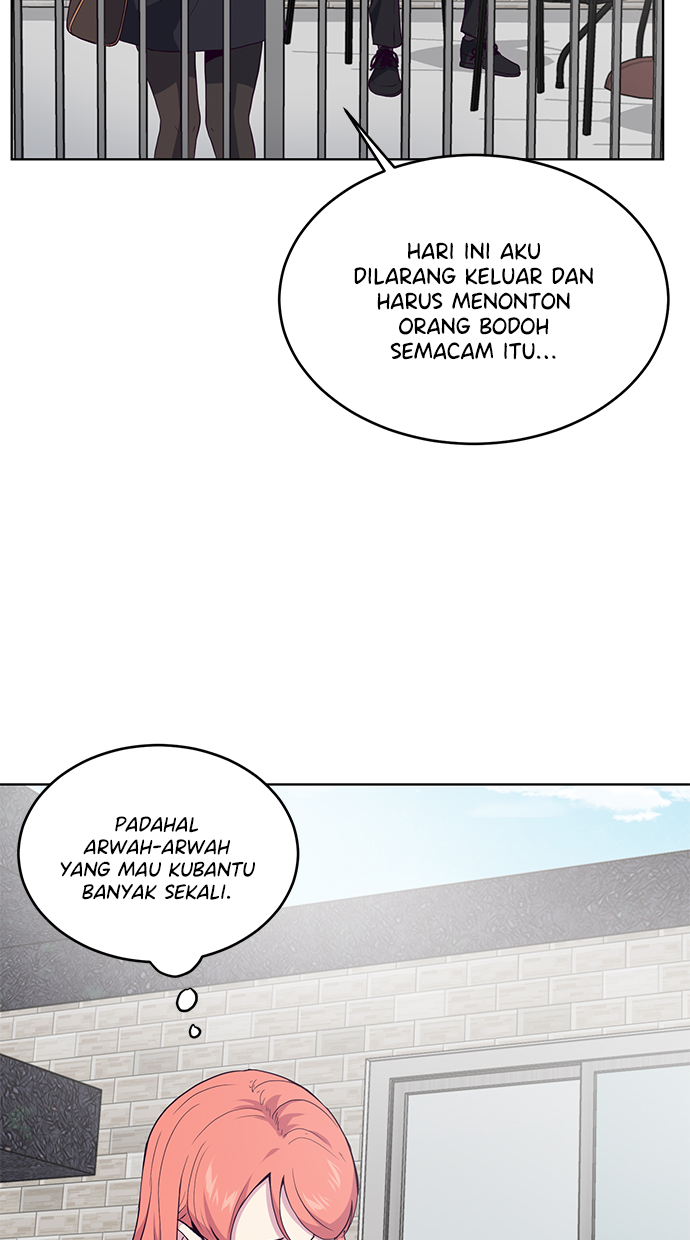 HARI INI AKU
DILARANG KELUAR DAN
HARUS MENONTON
ORANG BODOH
SEMACAM ITU...
PADAHAL
ARWAH-ARWAH
YANG MAU KUBANTU
BANYAK SEKALI.